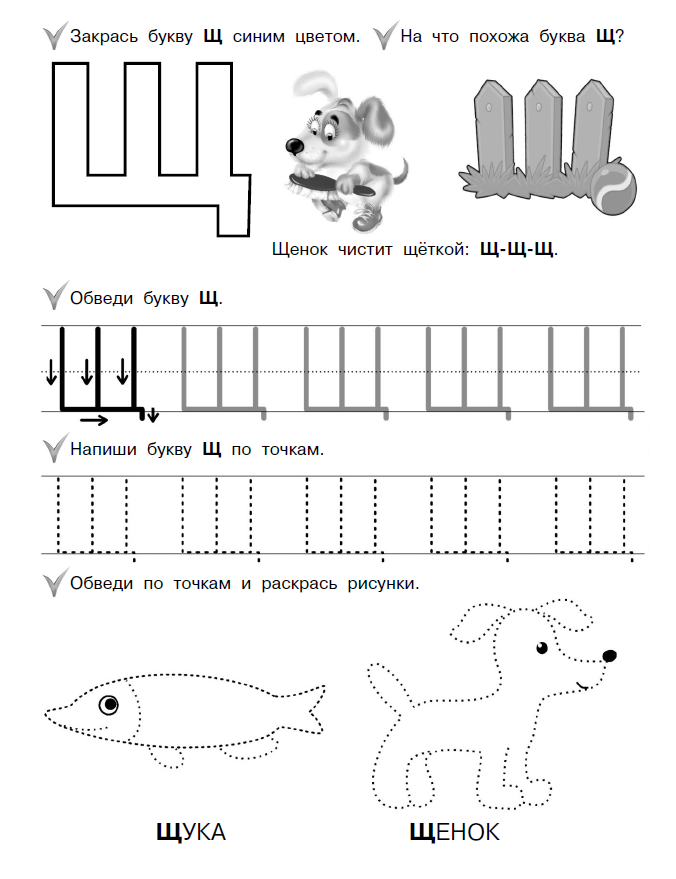 Закрась букву Щ синим цветом.
На что похожа буква Щ?
Щ
Щенок чистит щёткой: Щ-Щ-Щ.
Обведи букву Щ.
Щ Щ Щ Щ Щ
Напиши букву Щ по точкам.
Щ Щ Щ Щ Щ
Обведи по точкам и раскрась рисунки.
ЩУКА
ЩЕНОК